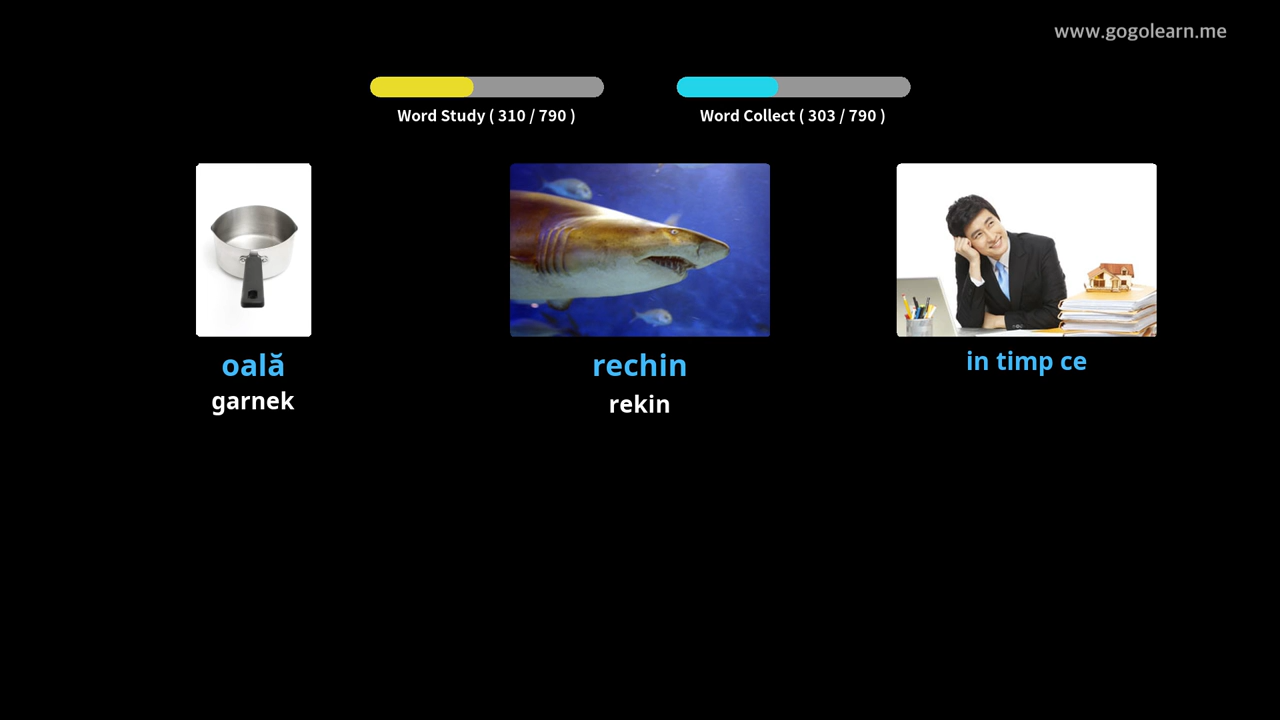 www.gogolearn.me
Word Study ( 310 / 790 )
Word Collect ( 303 / 790 )
oală
garnek
rechin
rekin
in timp ce